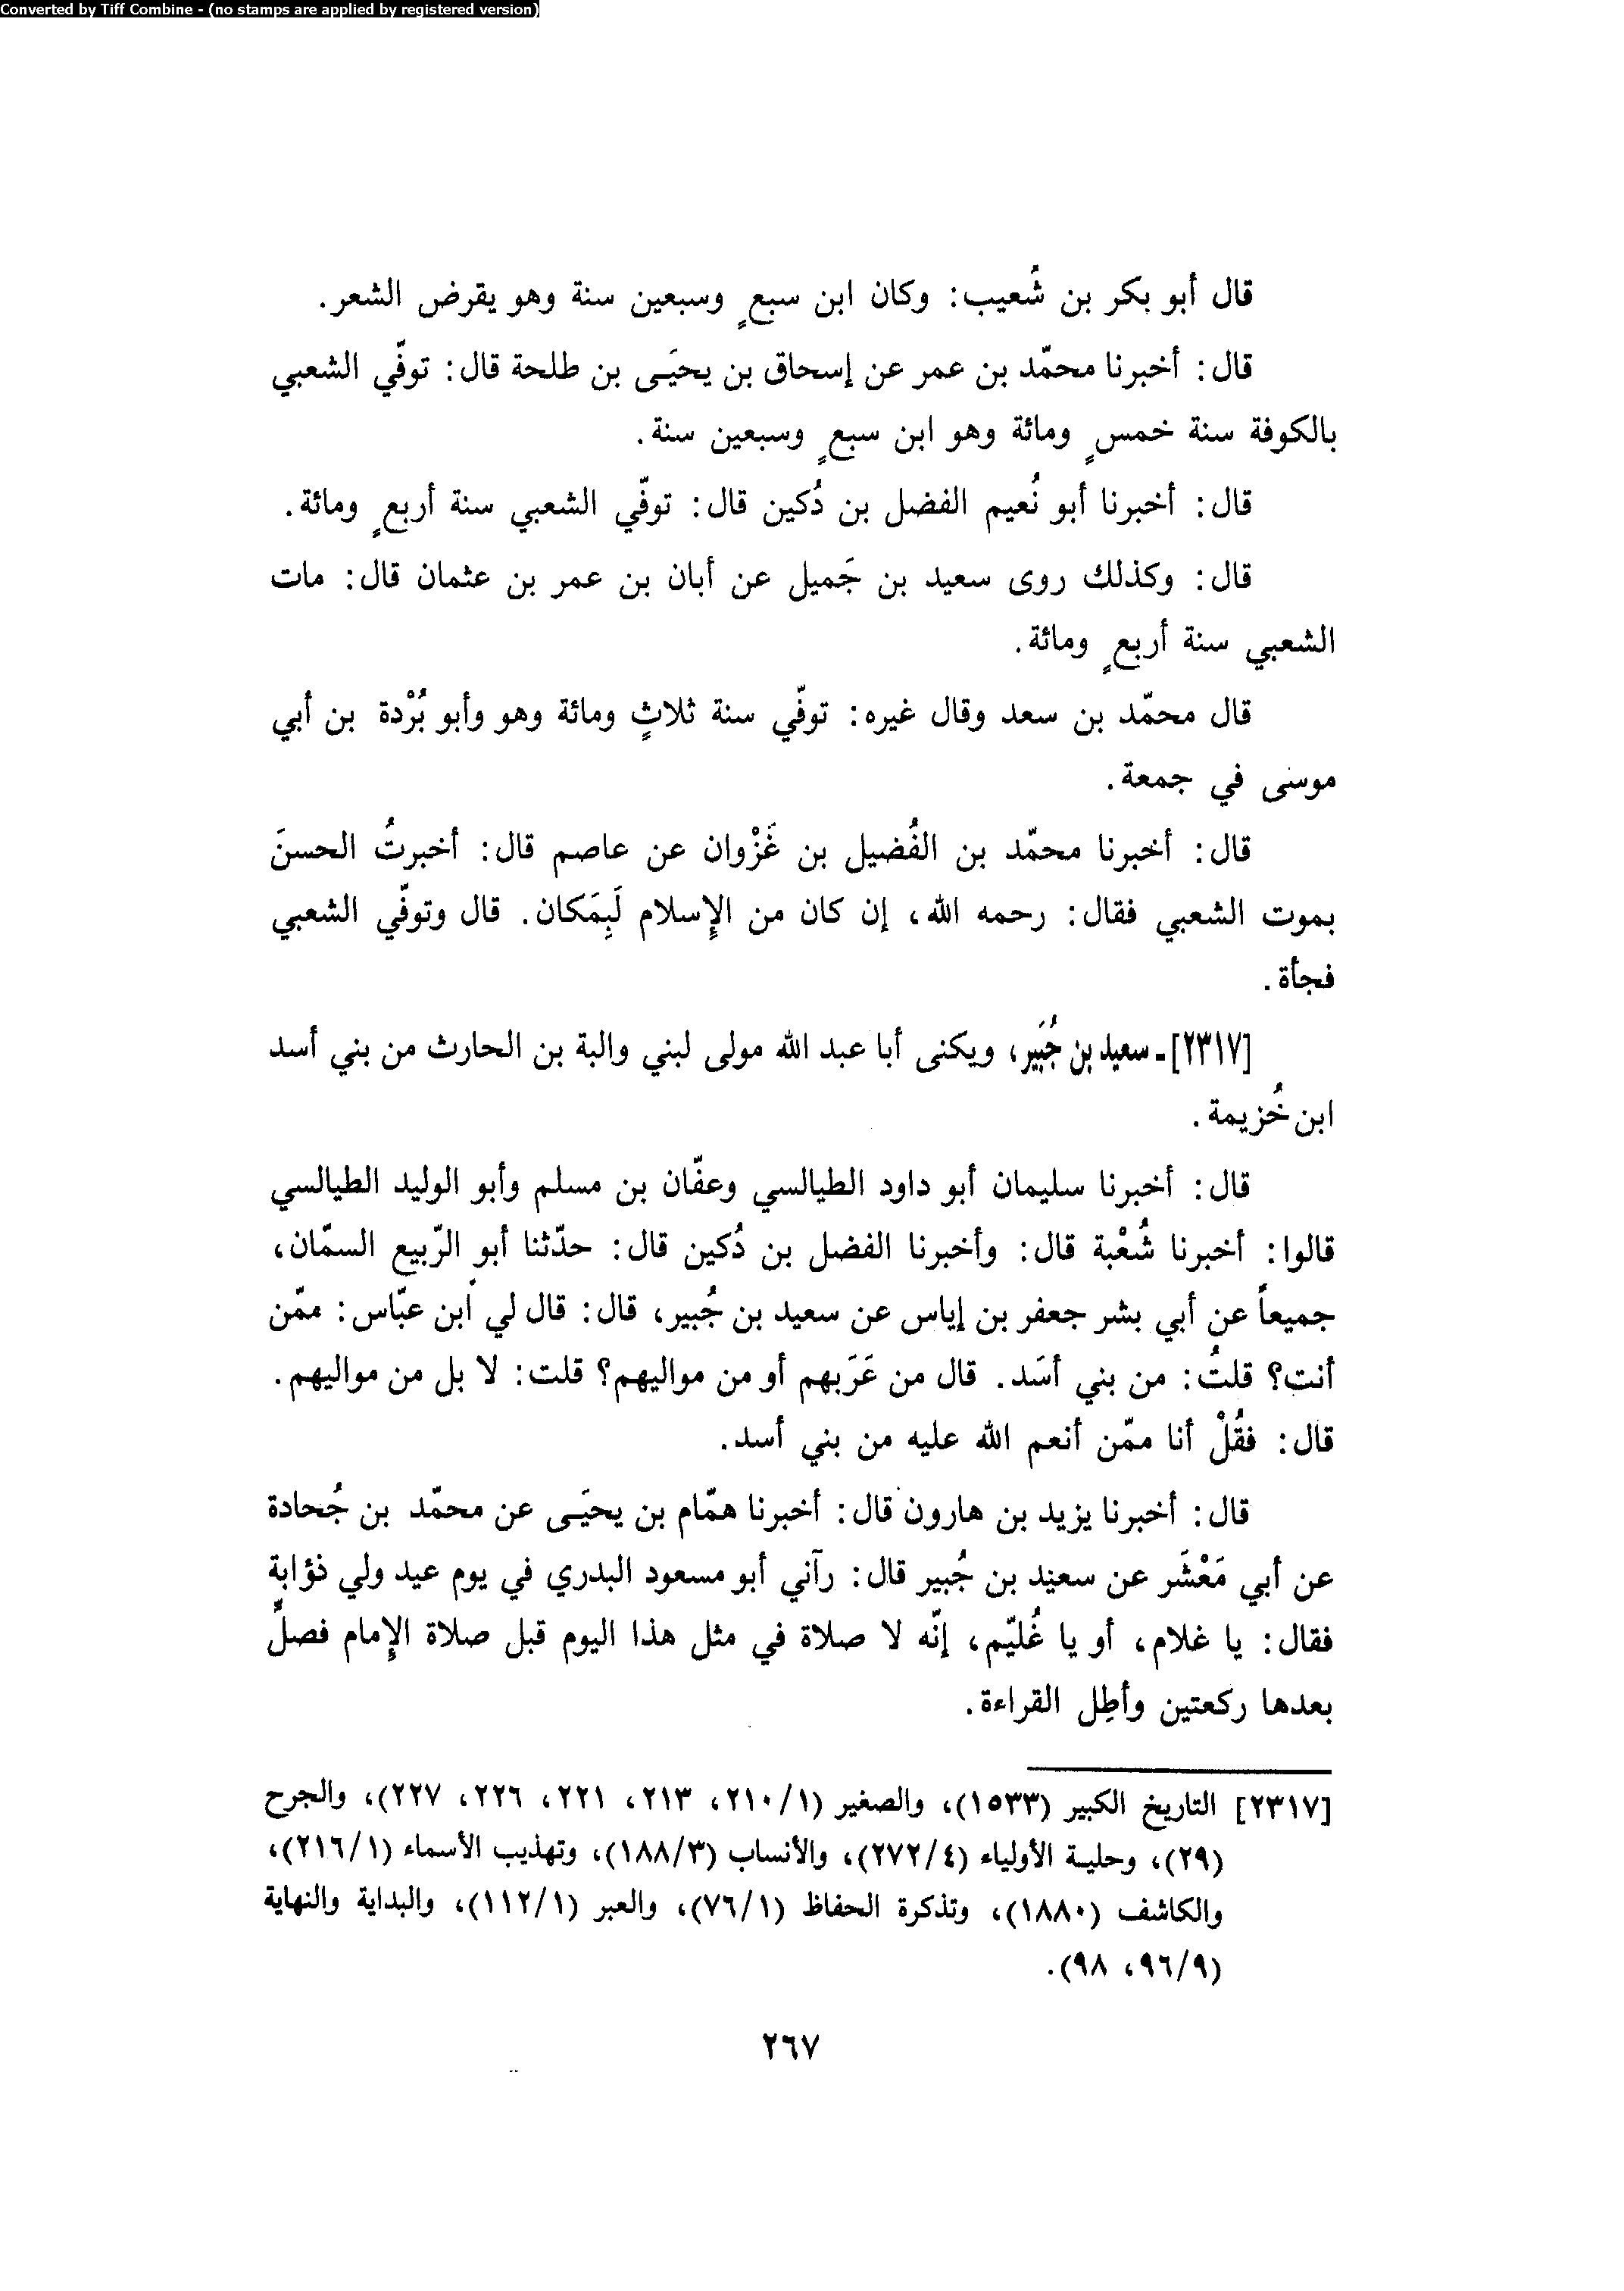 Converted by Tiff Combine - (no stamps are applied by registered version)
قال أبو بكر بن شُعيب: وكان ابن سبعٍ وسبعين سنة وهو يقرض الشعر.
قال: أخبرنا محمّد بن عمر عن إسحاق بن يحيَـى بن طلحة قال: توفّي الشعبي
بالكوفة سنة خمسٍ ومائة وهو ابن سبعٍ وسبعين سنة.
قال: أخبرنا أبو نُعيم الفضل بن دُكين قال: توفّي الشعبي سنة أربعٍ ومائة.
قال: وكذلك روى سعيد بن جَميل عن أبان بن عمر بن عثمان قال: مات
الشعبي سنة أربعٍ ومائة.
قال محمّد بن سعد وقال غيره: توفّي سنة ثلاثٍ ومائة وهو وأبو بُرْدة بن أبي
موسى في جمعة.
قال: أخبرنا محمّد بن الفُضيل بن غَزْوان عن عاصم قال: أخبرتُ الحسنَ
بموت الشعبي فقال: رحمه الله، إن كان من الإسلام لَبِمَكان. قال وتوفّي الشعبي
فجأة.
[٢٣١٧] ـ سعيد بن جُبَير، ويكنى أبا عبد الله مولى لبني والبة بن الحارث من بني أسد
ابن خُزيمة.
قال: أخبرنا سليمان أبو داود الطيالسي وعفّان بن مسلم وأبو الوليد الطيالسي
قالوا: أخبرنا شُعْبة قال: وأخبرنا الفضل بن دُكين قال: حدّثنا أبو الرّبيع السمّان،
جميعاً عن أبي بشر جعفر بن إياس عن سعيد بن جُبير، قال: قال لي ابن عبّاس: ممّن
أنت؟ قلتُ: من بني أسَد. قال من عَرَبهم أو من مواليهم؟ قلت: لا بل من مواليهم.
قال: فقُلْ أنا ممّن أنعم الله عليه من بني أسد.
قال: أخبرنا يزيد بن هارون قال: أخبرنا همّام بن يحيَـى عن محمّد بن جُحادة
عن أبي مَعْشَر عن سعيد بن جُبير قال: رآني أبو مسعود البدري في يوم عيد ولي ذؤابة
فقال: يا غلام، أو يا غُليّم، إنّه لا صلاة في مثل هذا اليوم قبل صلاة الإمام فصلِّ
بعدها ركعتين وأطِل القراءة.
[٢٣١٧] التاريخ الكبير (١٥٣٣)، والصغير (٢١٠/١، ٢١٣، ٢٢١، ٢٢٦، ٢٢٧)، والجرح
(٢٩)، وحلية الأولياء (٢٧٢/٤)، والأنساب (١٨٨/٣)، وتهذيب الأسماء (٢١٦/١)،
والكاشف (١٨٨٠)، وتذكرة الحفاظ (٧٦/١)، والعبر (١١٢/١)، والبداية والنهاية
(٩٦/٩، ٩٨).
٢٦٧